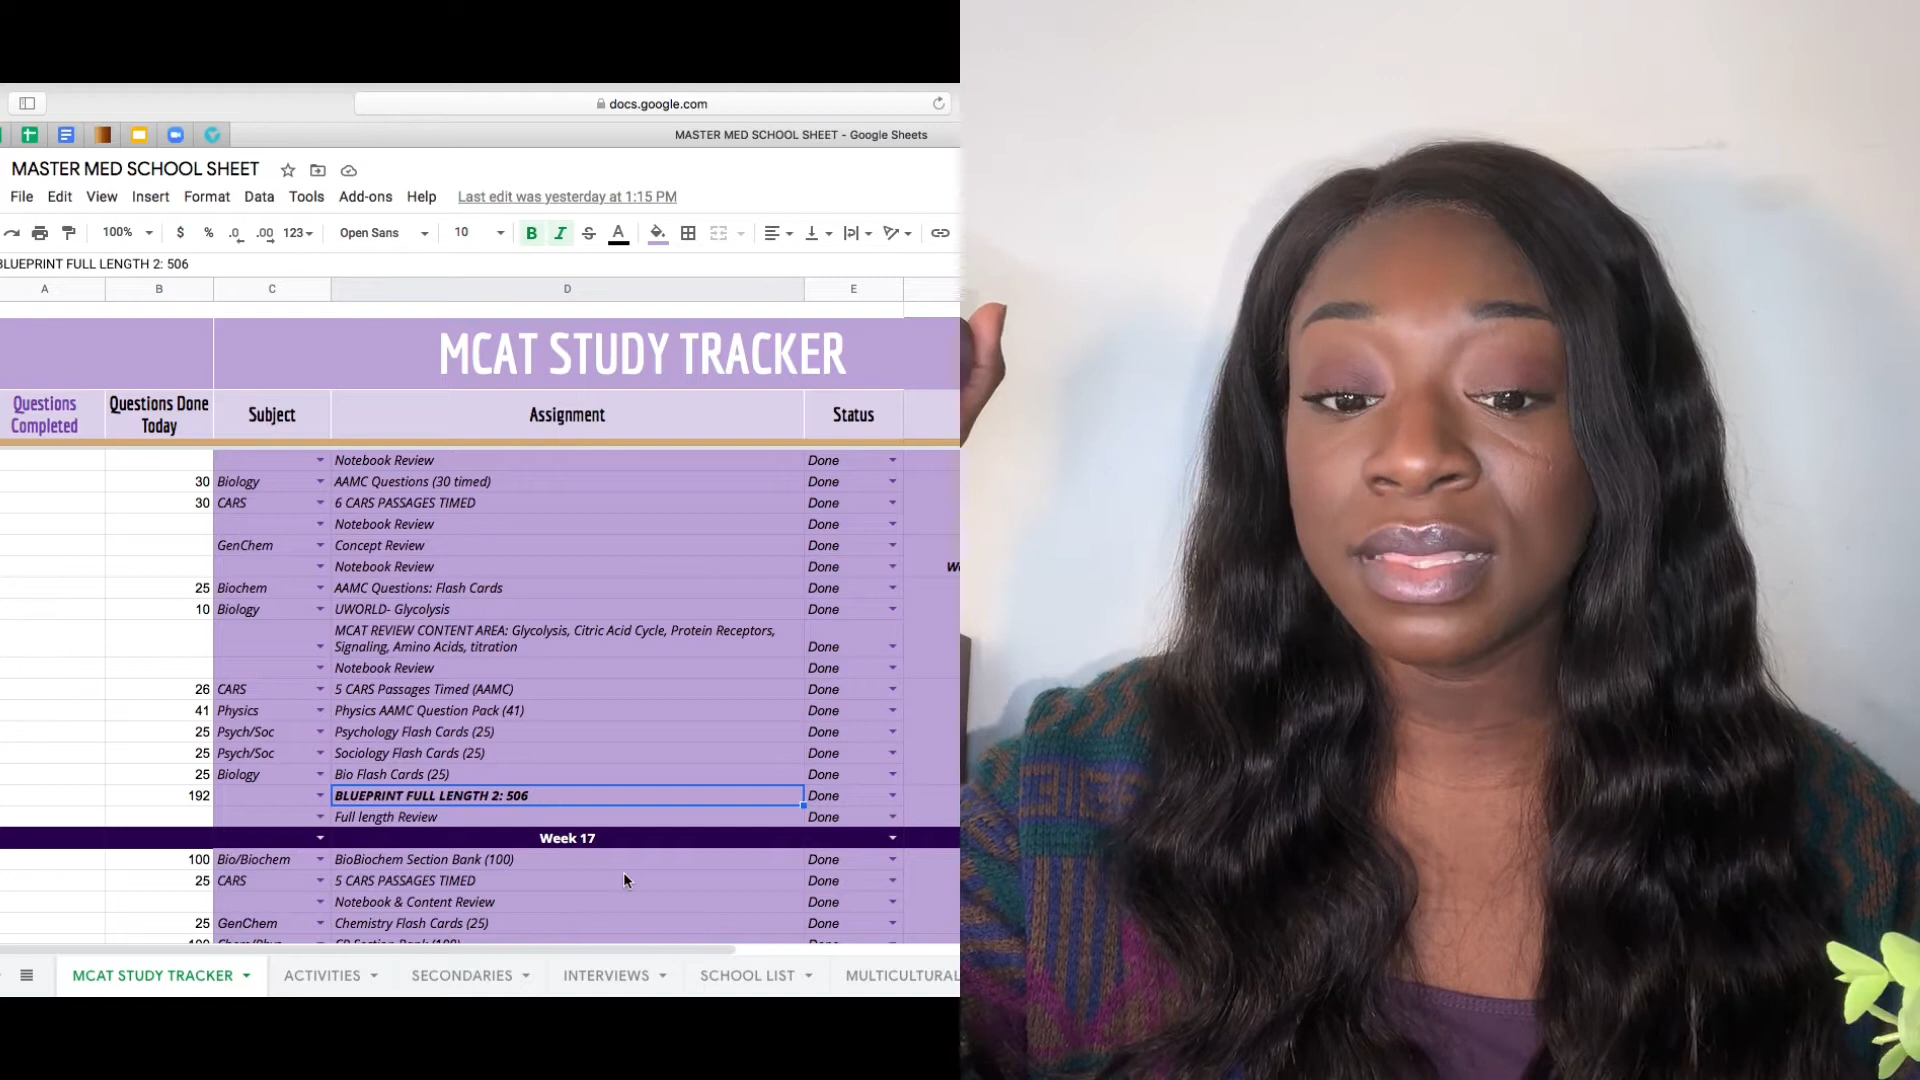 docs.google.com
MASTER MED SCHOOL SHEET - Google Sheets
MASTER MED SCHOOL SHEET
File Edit View Insert Format Data Tools Add-ons Help Last edit was yesterday at 1:15 PM
100% $ % .0 .00 123 Open Sans 10 B I S A
BLUEPRINT FULL LENGTH 2: 506
A B C D E
MCAT STUDY TRACKER
Questions Completed Questions Done Today Subject Assignment Status
Notebook Review Done
30 Biology AAMC Questions (30 timed) Done
30 CARS 6 CARS PASSAGES TIMED Done
Notebook Review Done
GenChem Concept Review Done
Notebook Review Done
25 Biochem AAMC Questions: Flash Cards Done
10 Biology UWORLD- Glycolysis Done
MCAT REVIEW CONTENT AREA: Glycolysis, Citric Acid Cycle, Protein Receptors,
Signaling, Amino Acids, titration Done
Notebook Review Done
26 CARS 5 CARS Passages Timed (AAMC) Done
41 Physics Physics AAMC Question Pack (41) Done
25 Psych/Soc Psychology Flash Cards (25) Done
25 Psych/Soc Sociology Flash Cards (25) Done
25 Biology Bio Flash Cards (25) Done
192 BLUEPRINT FULL LENGTH 2: 506 Done
Full length Review Done
Week 17
100 Bio/Biochem BioBiochem Section Bank (100) Done
25 CARS 5 CARS PASSAGES TIMED Done
Notebook & Content Review Done
25 GenChem Chemistry Flash Cards (25) Done
MCAT STUDY TRACKER ACTIVITIES SECONDARIES INTERVIEWS SCHOOL LIST MULTICULTURAL